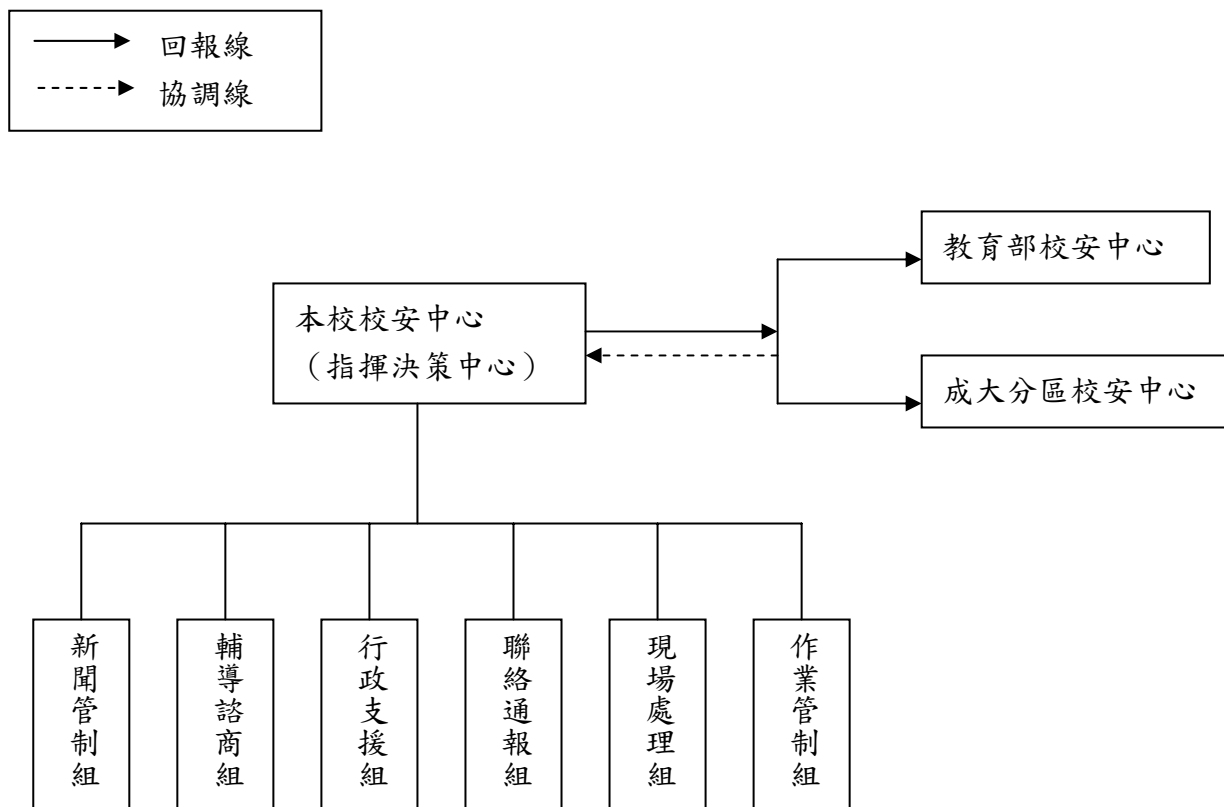 回報線
協調線
教育部校安中心
本校校安中心
（指揮決策中心）
成大分區校安中心
新聞管制組
輔導諮商組
行政支援組
聯絡通報組
現場處理組
作業管制組